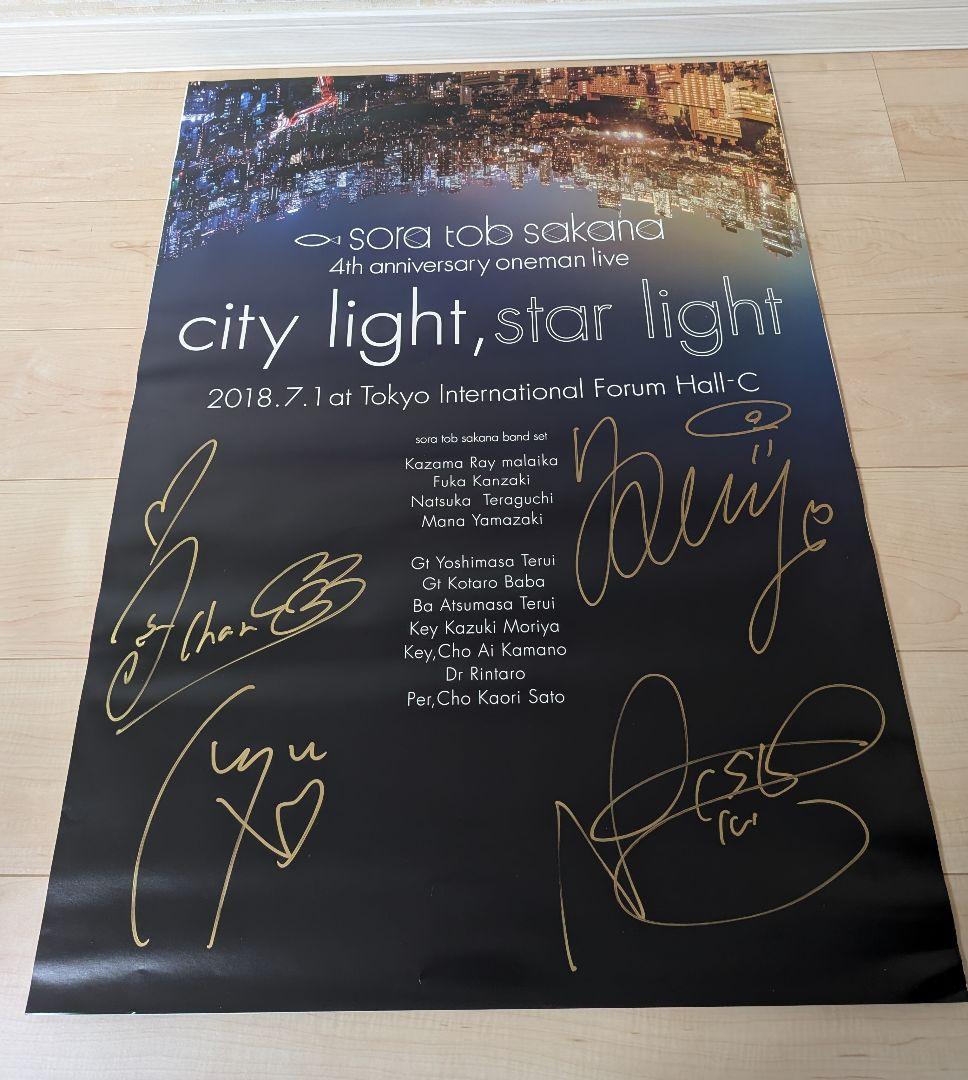 sora tob sakana
4th anniversary oneman live
city light, star light
2018.7.1 at Tokyo International Forum Hall-C
sora tob sakana band set
Kazama Ray malaika
Fuka Kanzaki
Natsuka Teraguchi
Mana Yamazaki
Gt Yoshimasa Terui
Gt Kotaro Baba
Ba Atsumasa Terui
Key Kazuki Moriya
Key,Cho Ai Kamano
Dr Rintaro
Per,Cho Kaori Sato
chan